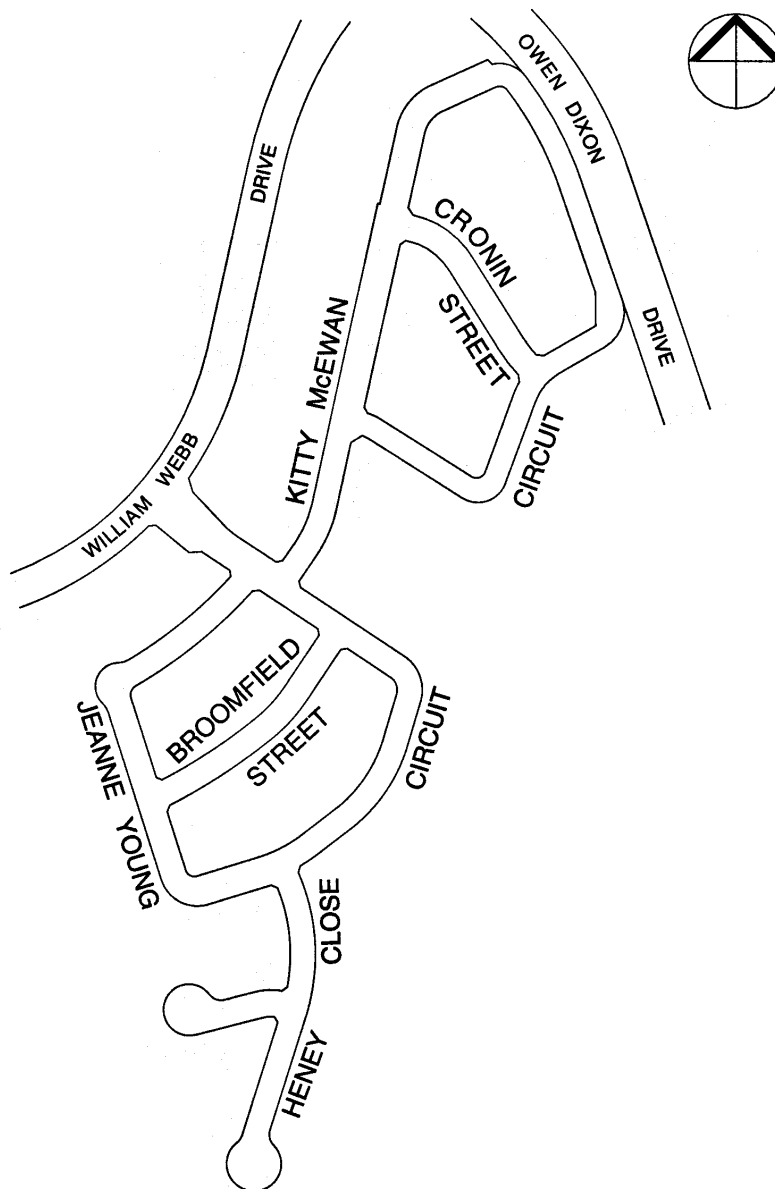 OWEN DIXON
DRIVE
DRIVE
WILLIAM WEBB
CRONIN
STREET
KITTY McEWAN
CIRCUIT
BROOMFIELD
STREET
JEANNE YOUNG
CIRCUIT
CLOSE
HENEY